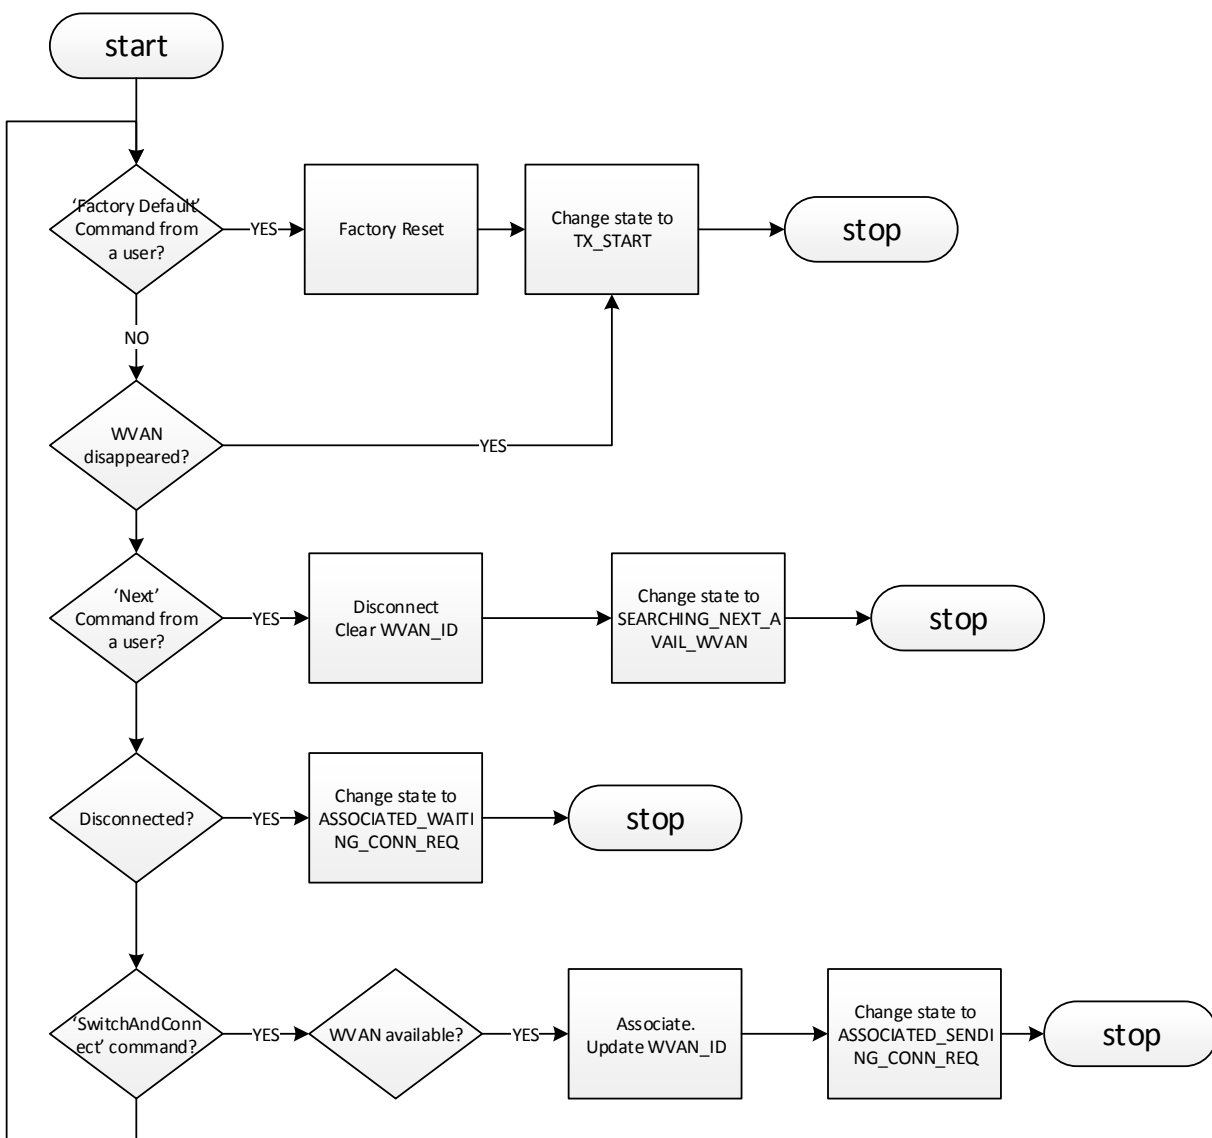 start
‘Factory Default’
Command from
a user?
YES
Factory Reset
Change state to
TX_START
stop
NO
WVAN
disappeared?
YES
‘Next’
Command from
a user?
YES
Disconnect
Clear WVAN_ID
Change state to
SEARCHING_NEXT_A
VAIL_WVAN
stop
Disconnected?
YES
Change state to
ASSOCIATED_WAITI
NG_CONN_REQ
stop
‘SwitchAndConn
ect’ command?
YES
WVAN available?
YES
Associate.
Update WVAN_ID
Change state to
ASSOCIATED_SENDI
NG_CONN_REQ
stop